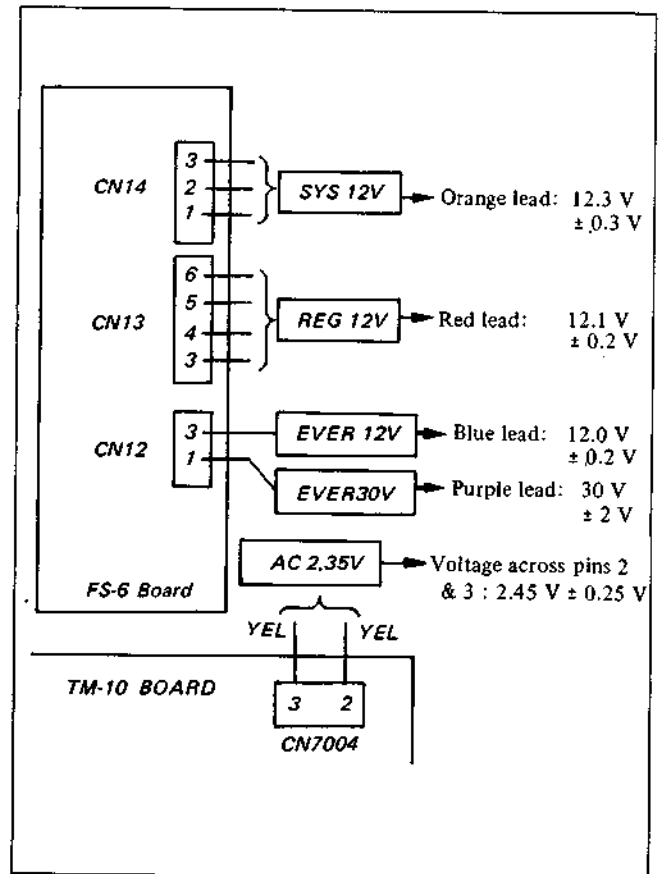 CN14
3
2
1
SYS 12V
Orange lead: 12.3 V
± 0.3 V
CN13
6
5
4
3
REG 12V
Red lead: 12.1 V
± 0.2 V
CN12
3
1
EVER 12V
Blue lead: 12.0 V
± 0.2 V
EVER30V
Purple lead: 30 V
± 2 V
AC 2.35V
Voltage across pins 2
& 3 : 2.45 V ± 0.25 V
FS-6 Board
YEL YEL
TM-10 BOARD
3 2
CN7004